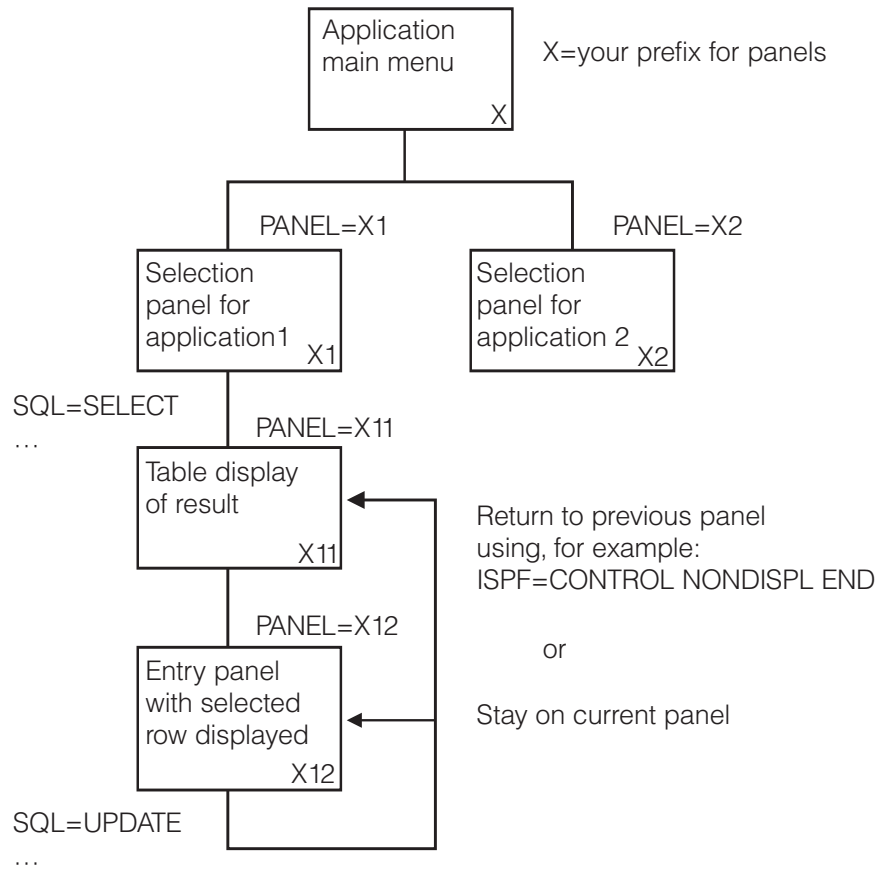 Application
main menu
X
X=your prefix for panels
PANEL=X1
PANEL=X2
Selection
panel for
application1
X1
Selection
panel for
application 2
X2
SQL=SELECT
…
PANEL=X11
Table display
of result
X11
Return to previous panel
using, for example:
ISPF=CONTROL NONDISPL END
or
Stay on current panel
PANEL=X12
Entry panel
with selected
row displayed
X12
SQL=UPDATE
…